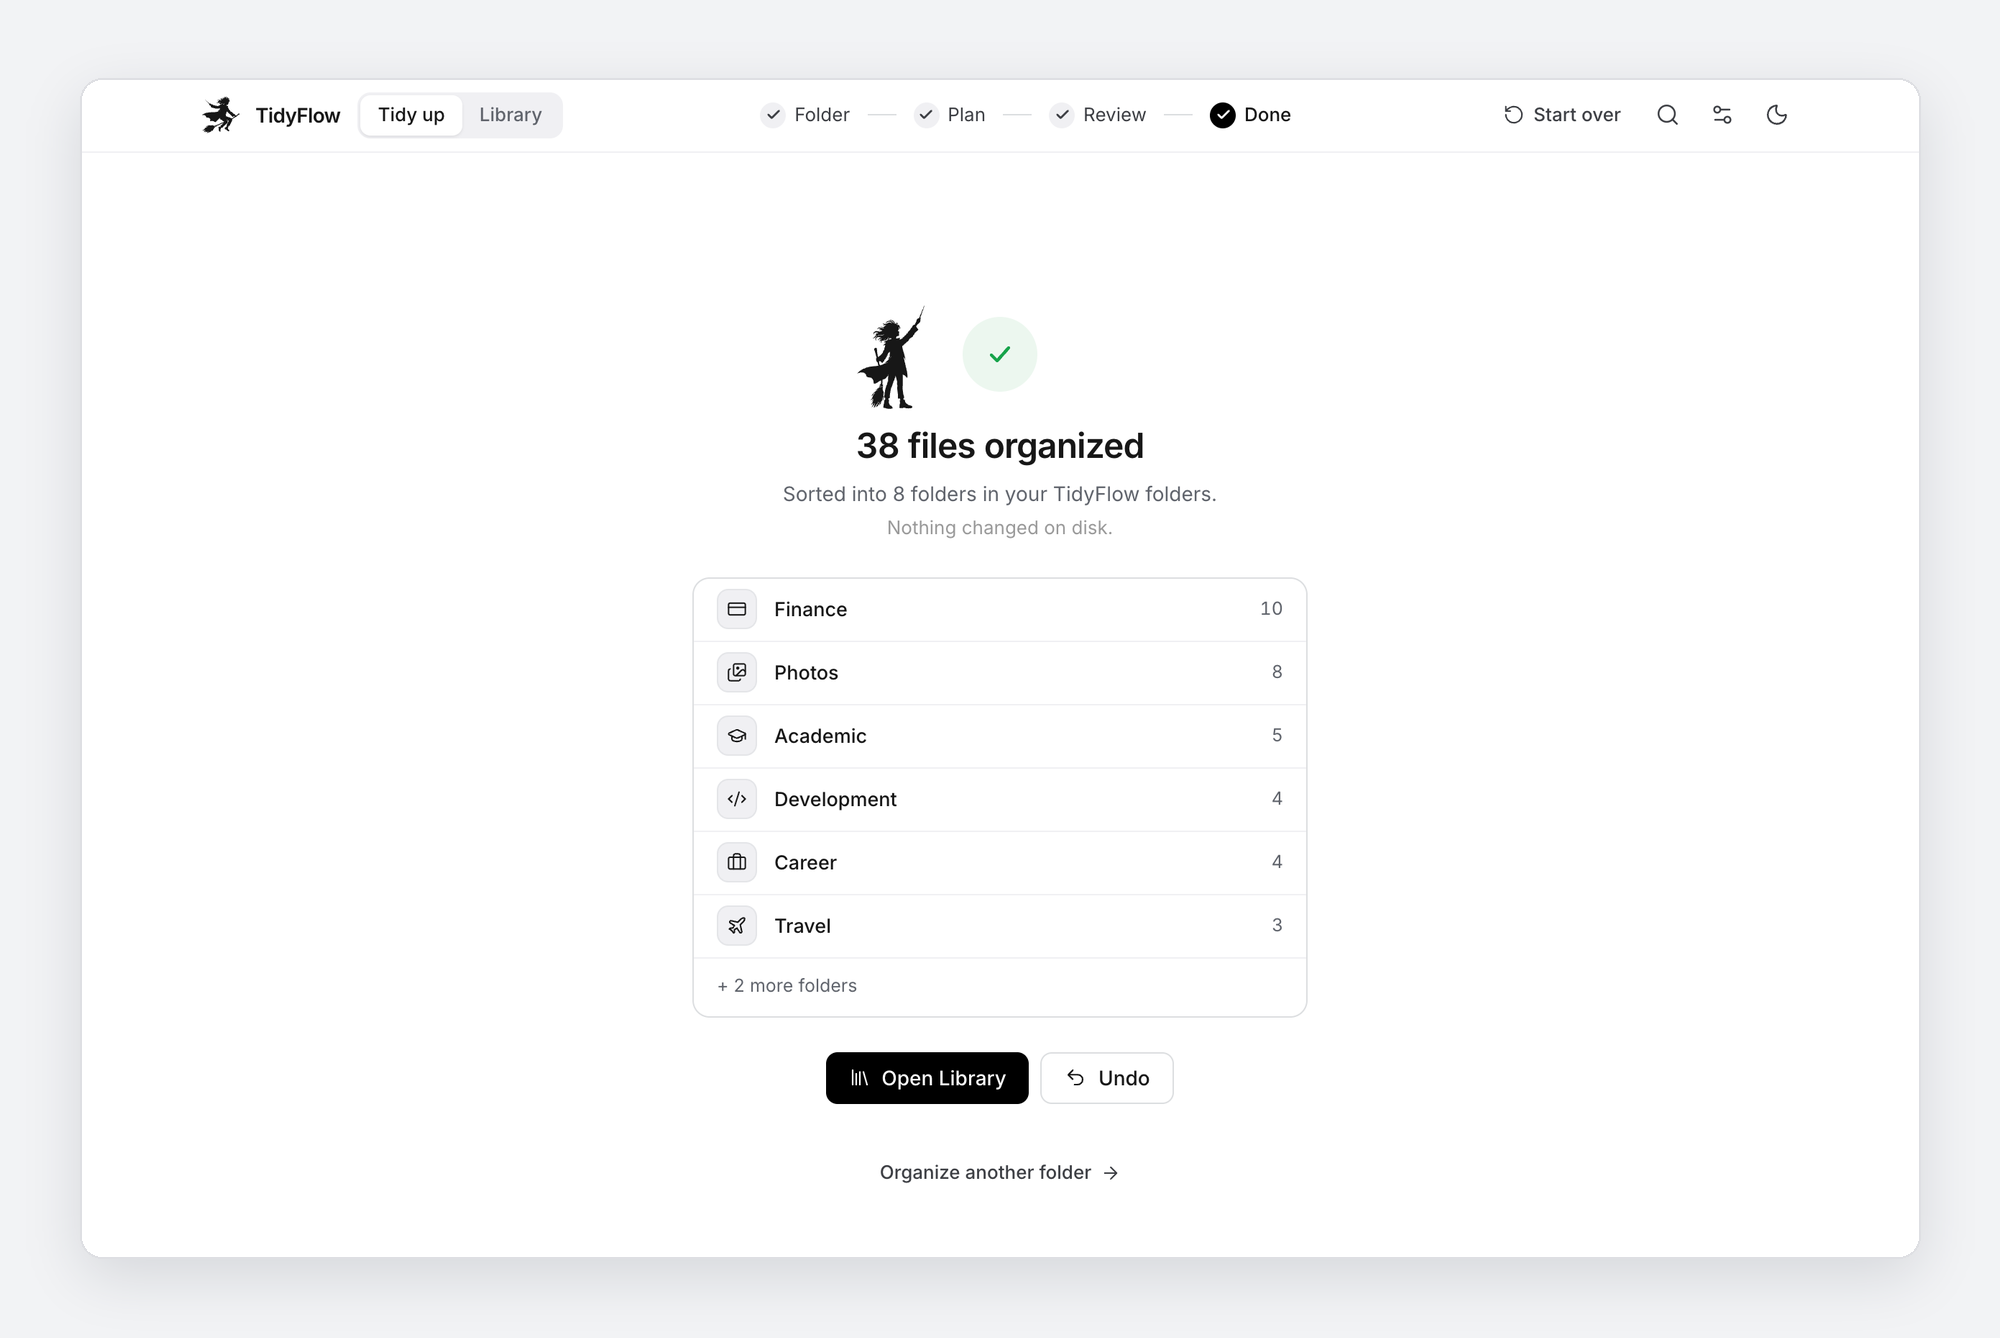 TidyFlow
Tidy up
Library
Folder
Plan
Review
Done
Start over
38 files organized
Sorted into 8 folders in your TidyFlow folders.
Nothing changed on disk.
Finance 10
Photos 8
Academic 5
Development 4
Career 4
Travel 3
+ 2 more folders
Open Library
Undo
Organize another folder →